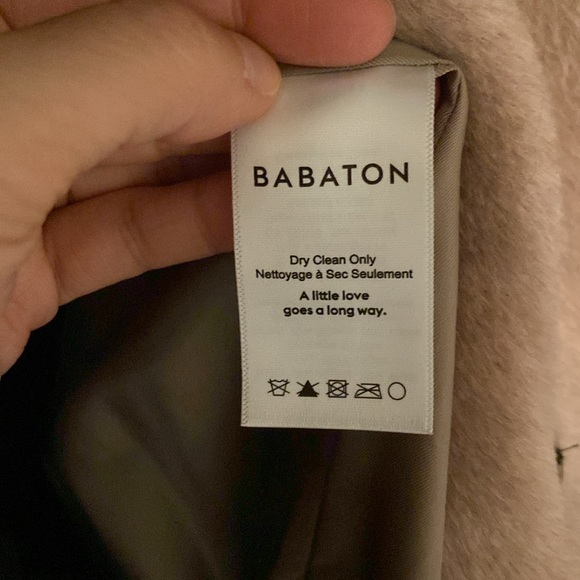 BABATON
Dry Clean Only
Nettoyage à Sec Seulement
A little love
goes a long way.